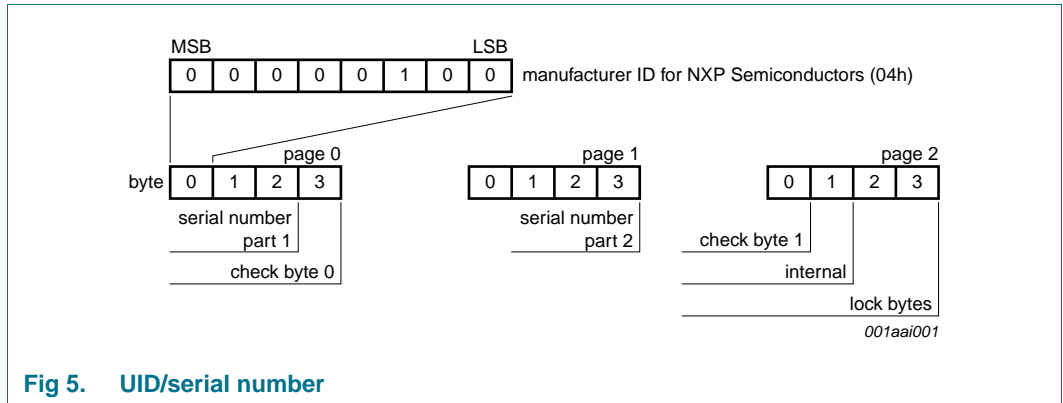 MSB LSB
0 0 0 0 0 1 0 0 manufacturer ID for NXP Semiconductors (04h)
page 0 page 1 page 2
byte 0 1 2 3 0 1 2 3 0 1 2 3
serial number
part 1
check byte 0
serial number
part 2
check byte 1
internal
lock bytes
001aai001
Fig 5. UID/serial number